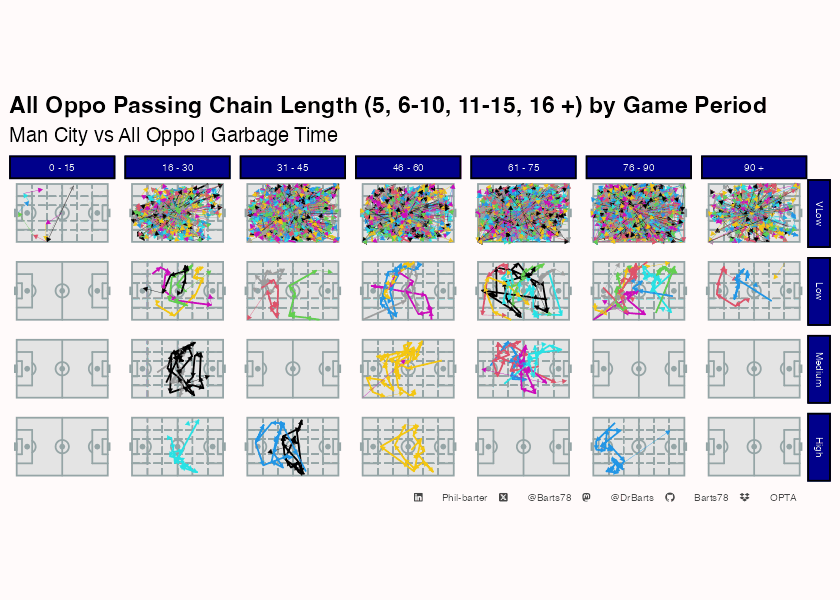 All Oppo Passing Chain Length (5, 6-10, 11-15, 16 +) by Game Period
Man City vs All Oppo | Garbage Time
0 - 15 16 - 30 31 - 45 46 - 60 61 - 75 76 - 90 90 +
V.Low
Low
Medium
High
Phil-barter @Barts78 @DrBarts Barts78 OPTA